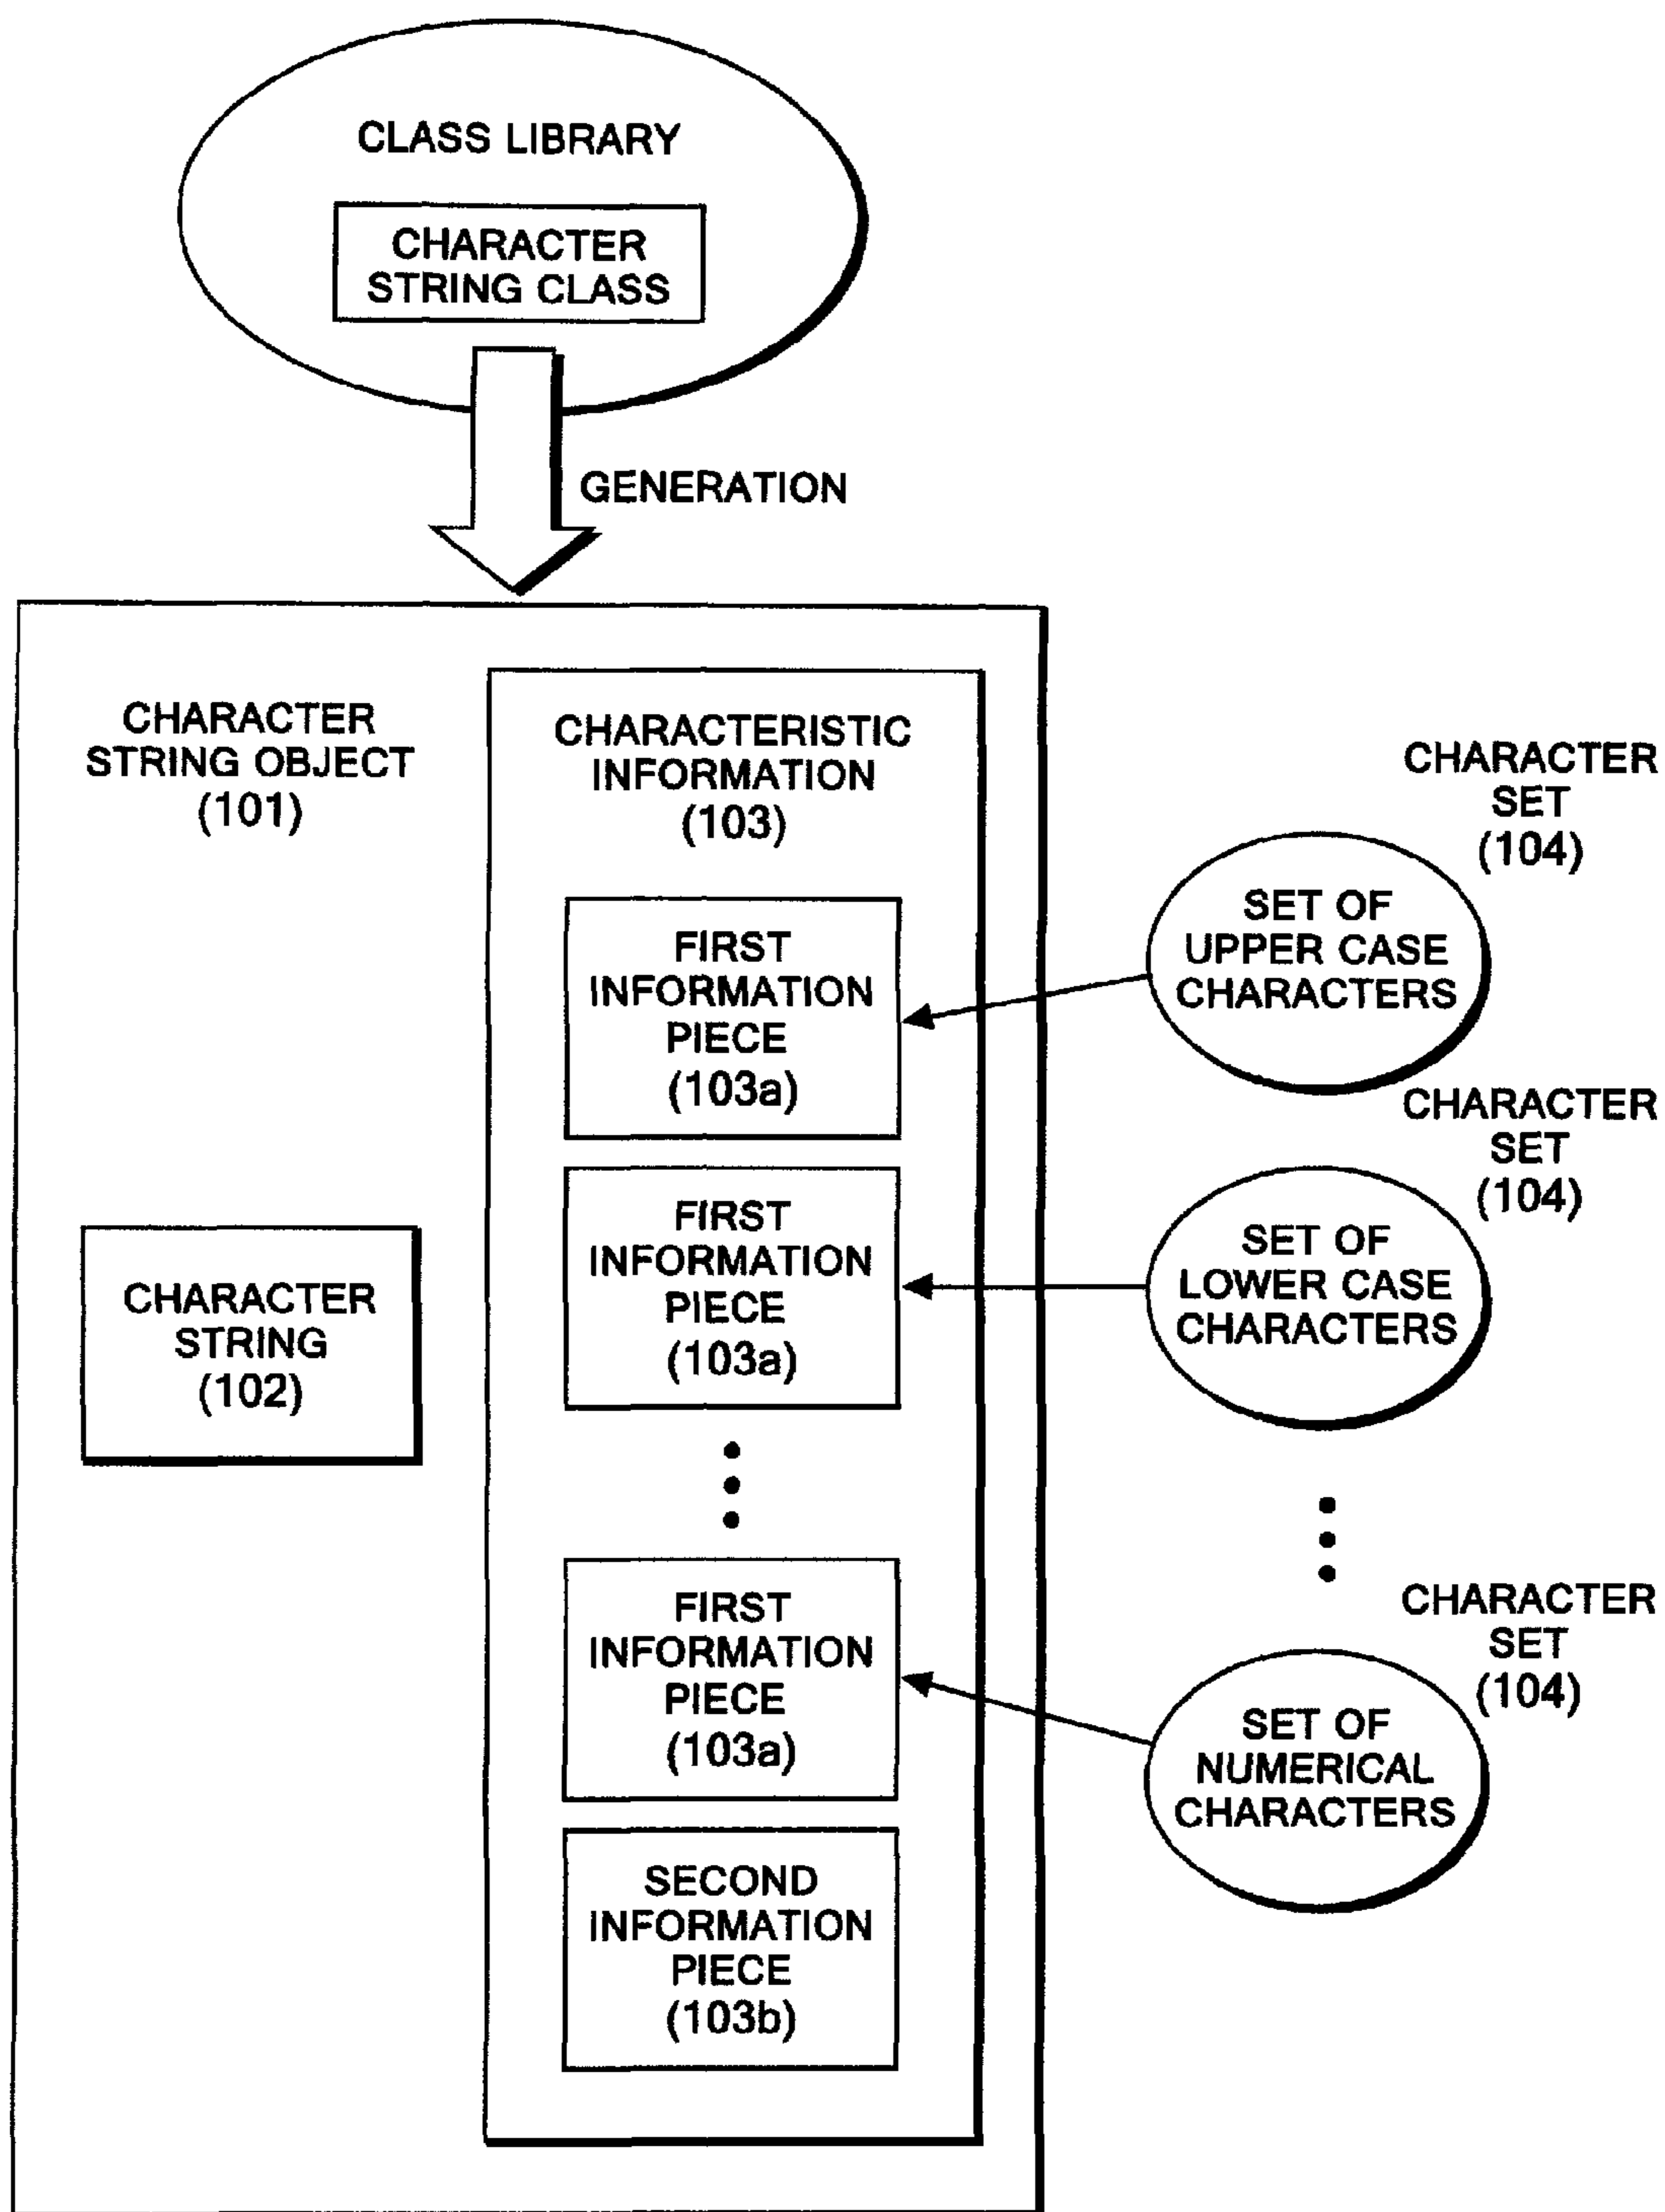 CLASS LIBRARY
CHARACTER
STRING CLASS
GENERATION
CHARACTER
STRING OBJECT
(101)
CHARACTERISTIC
INFORMATION
(103)
CHARACTER
SET
(104)
SET OF
UPPER CASE
CHARACTERS
FIRST
INFORMATION
PIECE
(103a)
CHARACTER
SET
(104)
SET OF
LOWER CASE
CHARACTERS
FIRST
INFORMATION
PIECE
(103a)
CHARACTER
STRING
(102)
CHARACTER
SET
(104)
SET OF
NUMERICAL
CHARACTERS
FIRST
INFORMATION
PIECE
(103a)
SECOND
INFORMATION
PIECE
(103b)